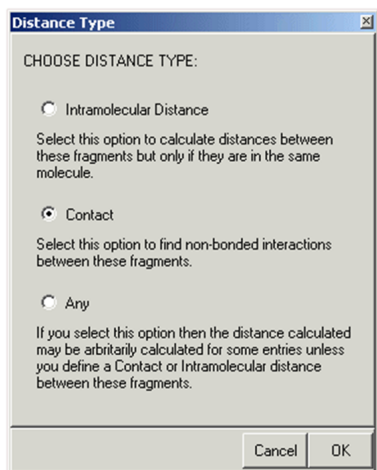 Distance Type
CHOOSE DISTANCE TYPE:
Intramolecular Distance
Select this option to calculate distances between
these fragments but only if they are in the same
molecule.
Contact
Select this option to find non-bonded interactions
between these fragments.
Any
If you select this option then the distance calculated
may be arbritarily calculated for some entries unless
you define a Contact or Intramolecular distance
between these fragments.
Cancel OK